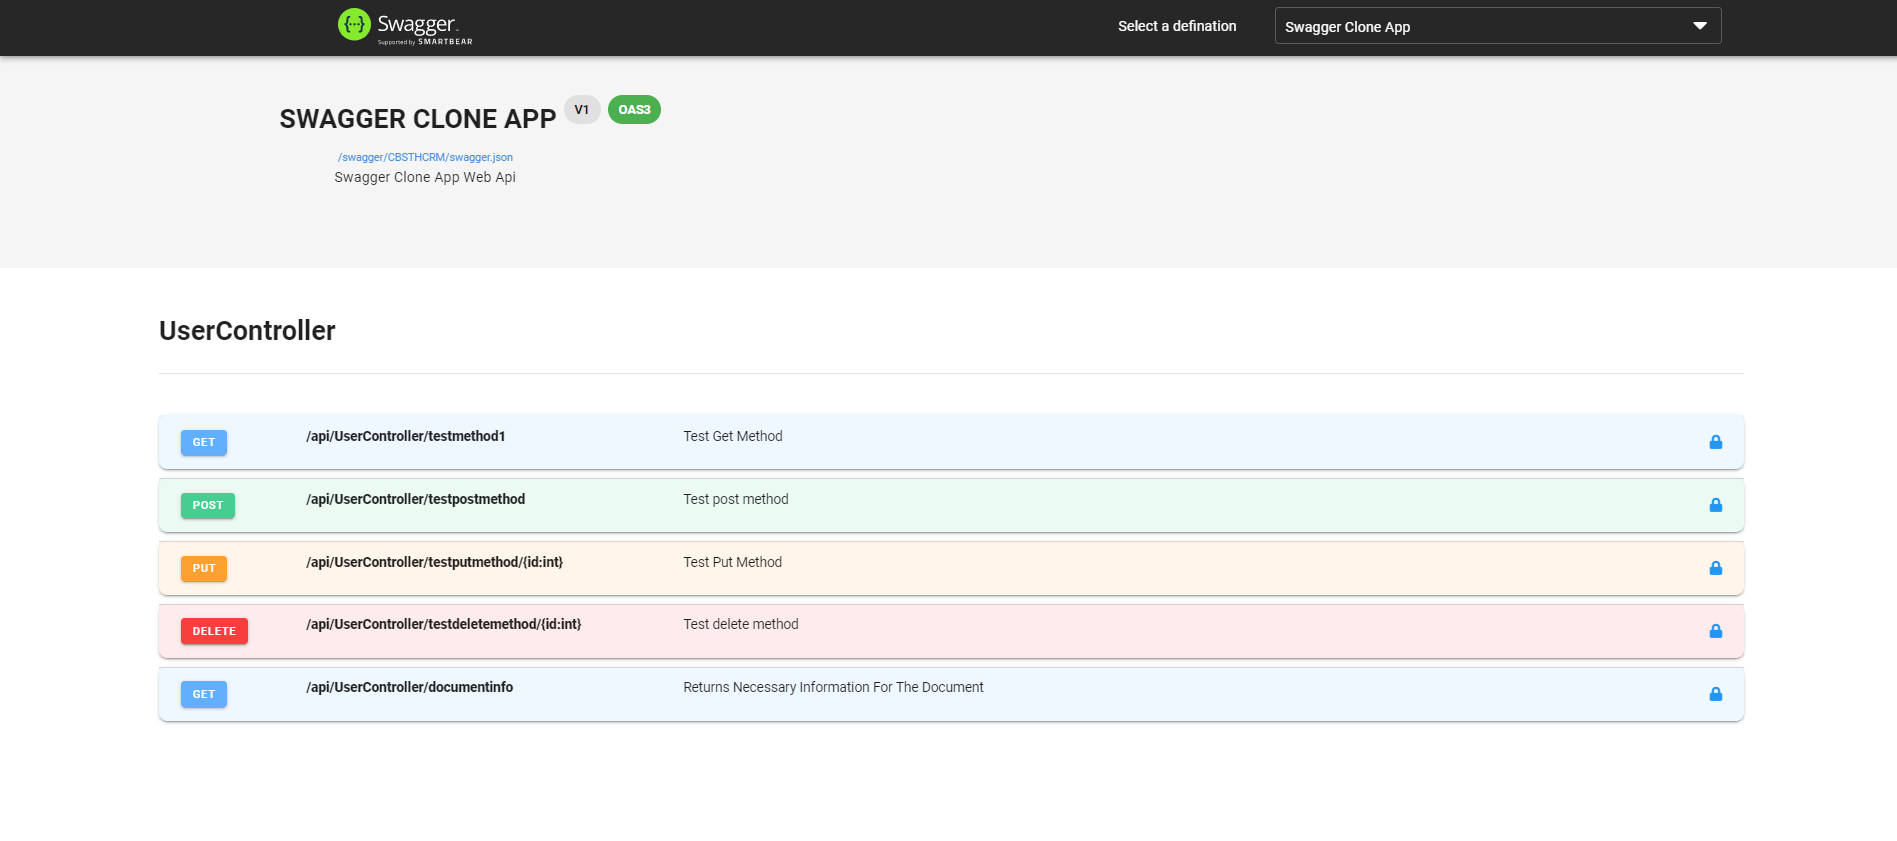 {···} Swagger.
Supported by SMARTBEAR
Select a defination
Swagger Clone App
SWAGGER CLONE APP V1 OAS3
/swagger/CBSTHCRM/swagger.json
Swagger Clone App Web Api
UserController
GET /api/UserController/testmethod1 Test Get Method
POST /api/UserController/testpostmethod Test post method
PUT /api/UserController/testputmethod/{id:int} Test Put Method
DELETE /api/UserController/testdeletemethod/{id:int} Test delete method
GET /api/UserController/documentinfo Returns Necessary Information For The Document